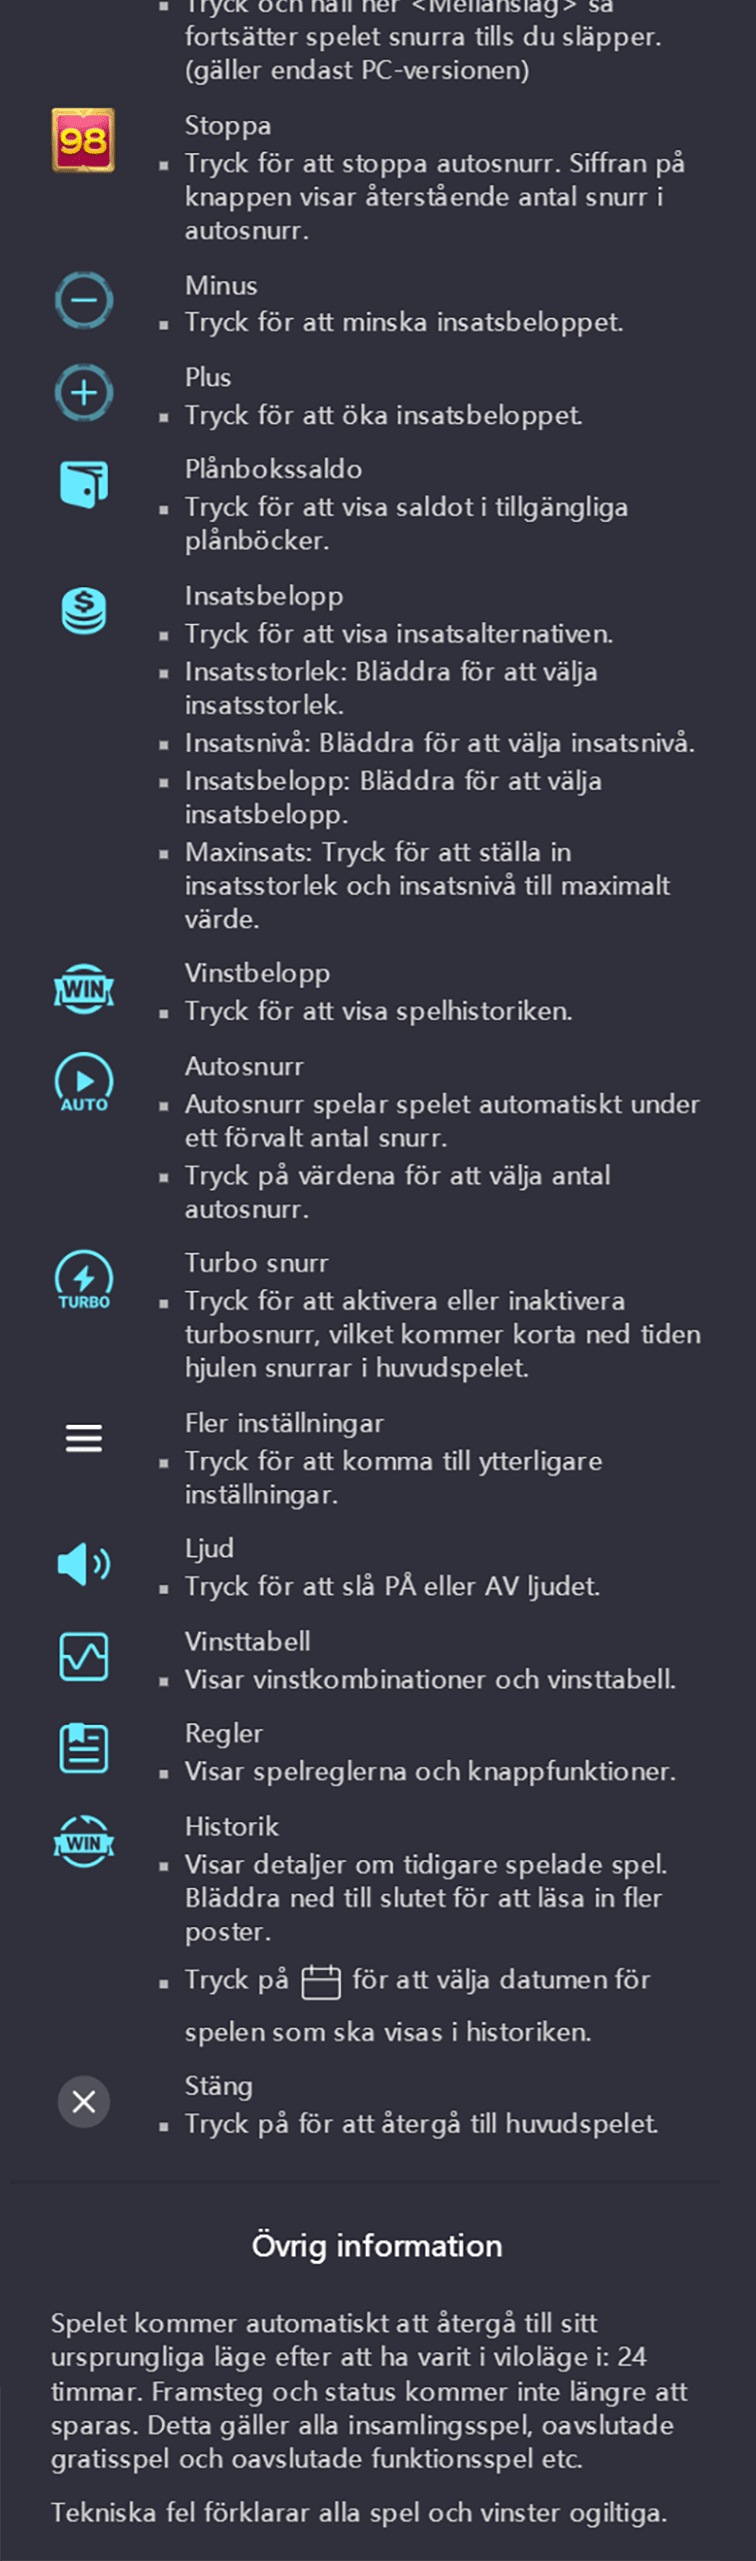 Tryck och håll ner <Mellanslag> så
fortsätter spelet snurra tills du släpper.
(gäller endast PC-versionen)
98
Stoppa
Tryck för att stoppa autosnurr. Siffran på
knappen visar återstående antal snurr i
autosnurr.
Minus
Tryck för att minska insatsbeloppet.
Plus
Tryck för att öka insatsbeloppet.
Plånbokssaldo
Tryck för att visa saldot i tillgängliga
plånböcker.
$
Insatsbelopp
Tryck för att visa insatsalternativen.
Insatsstorlek: Bläddra för att välja
insatsstorlek.
Insatsnivå: Bläddra för att välja insatsnivå.
Insatsbelopp: Bläddra för att välja
insatsbelopp.
Maxinsats: Tryck för att ställa in
insatsstorlek och insatsnivå till maximalt
värde.
WIN
Vinstbelopp
Tryck för att visa spelhistoriken.
AUTO
Autosnurr
Autosnurr spelar spelet automatiskt under
ett förvalt antal snurr.
Tryck på värdena för att välja antal
autosnurr.
TURBO
Turbo snurr
Tryck för att aktivera eller inaktivera
turbosnurr, vilket kommer korta ned tiden
hjulen snurrar i huvudspelet.
Fler inställningar
Tryck för att komma till ytterligare
inställningar.
Ljud
Tryck för att slå PÅ eller AV ljudet.
Vinsttabell
Visar vinstkombinationer och vinsttabell.
Regler
Visar spelreglerna och knappfunktioner.
WIN
Historik
Visar detaljer om tidigare spelade spel.
Bläddra ned till slutet för att läsa in fler
poster.
Tryck på för att välja datumen för
spelen som ska visas i historiken.
Stäng
Tryck på för att återgå till huvudspelet.
Övrig information
Spelet kommer automatiskt att återgå till sitt
ursprungliga läge efter att ha varit i viloläge i: 24
timmar. Framsteg och status kommer inte längre att
sparas. Detta gäller alla insamlingsspel, oavslutade
gratisspel och oavslutade funktionsspel etc.
Tekniska fel förklarar alla spel och vinster ogiltiga.